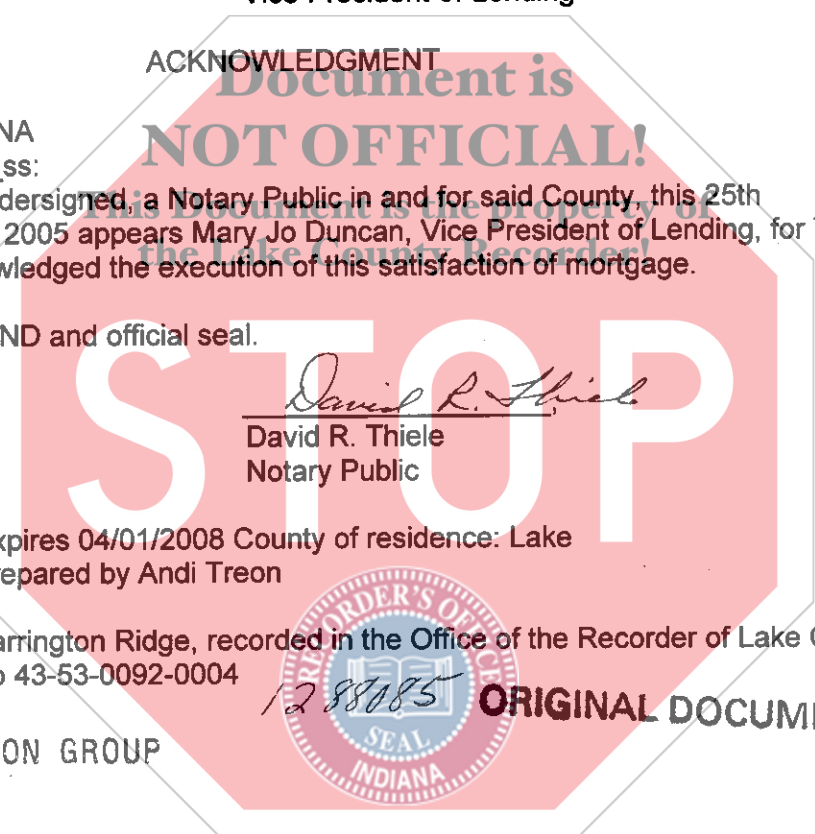 Vice President of Lending
ACKNOWLEDGMENT
Document is
NOT OFFICIAL!
NA
ss:
dersigned, a Notary Public in and for said County, this 25th
This Document is the property of
2005 appears Mary Jo Duncan, Vice President of Lending, for
the Lake County Recorder!
wledged the execution of this satisfaction of mortgage.
ND and official seal.
STOP
David R. Thiele
David R. Thiele
Notary Public
xpires 04/01/2008 County of residence: Lake
repared by Andi Treon
RECORDER'S OFFICE
arrington Ridge, recorded in the Office of the Recorder of Lake
43-53-0092-0004
1288085 ORIGINAL DOCUM
SEAL
ON GROUP
INDIANA